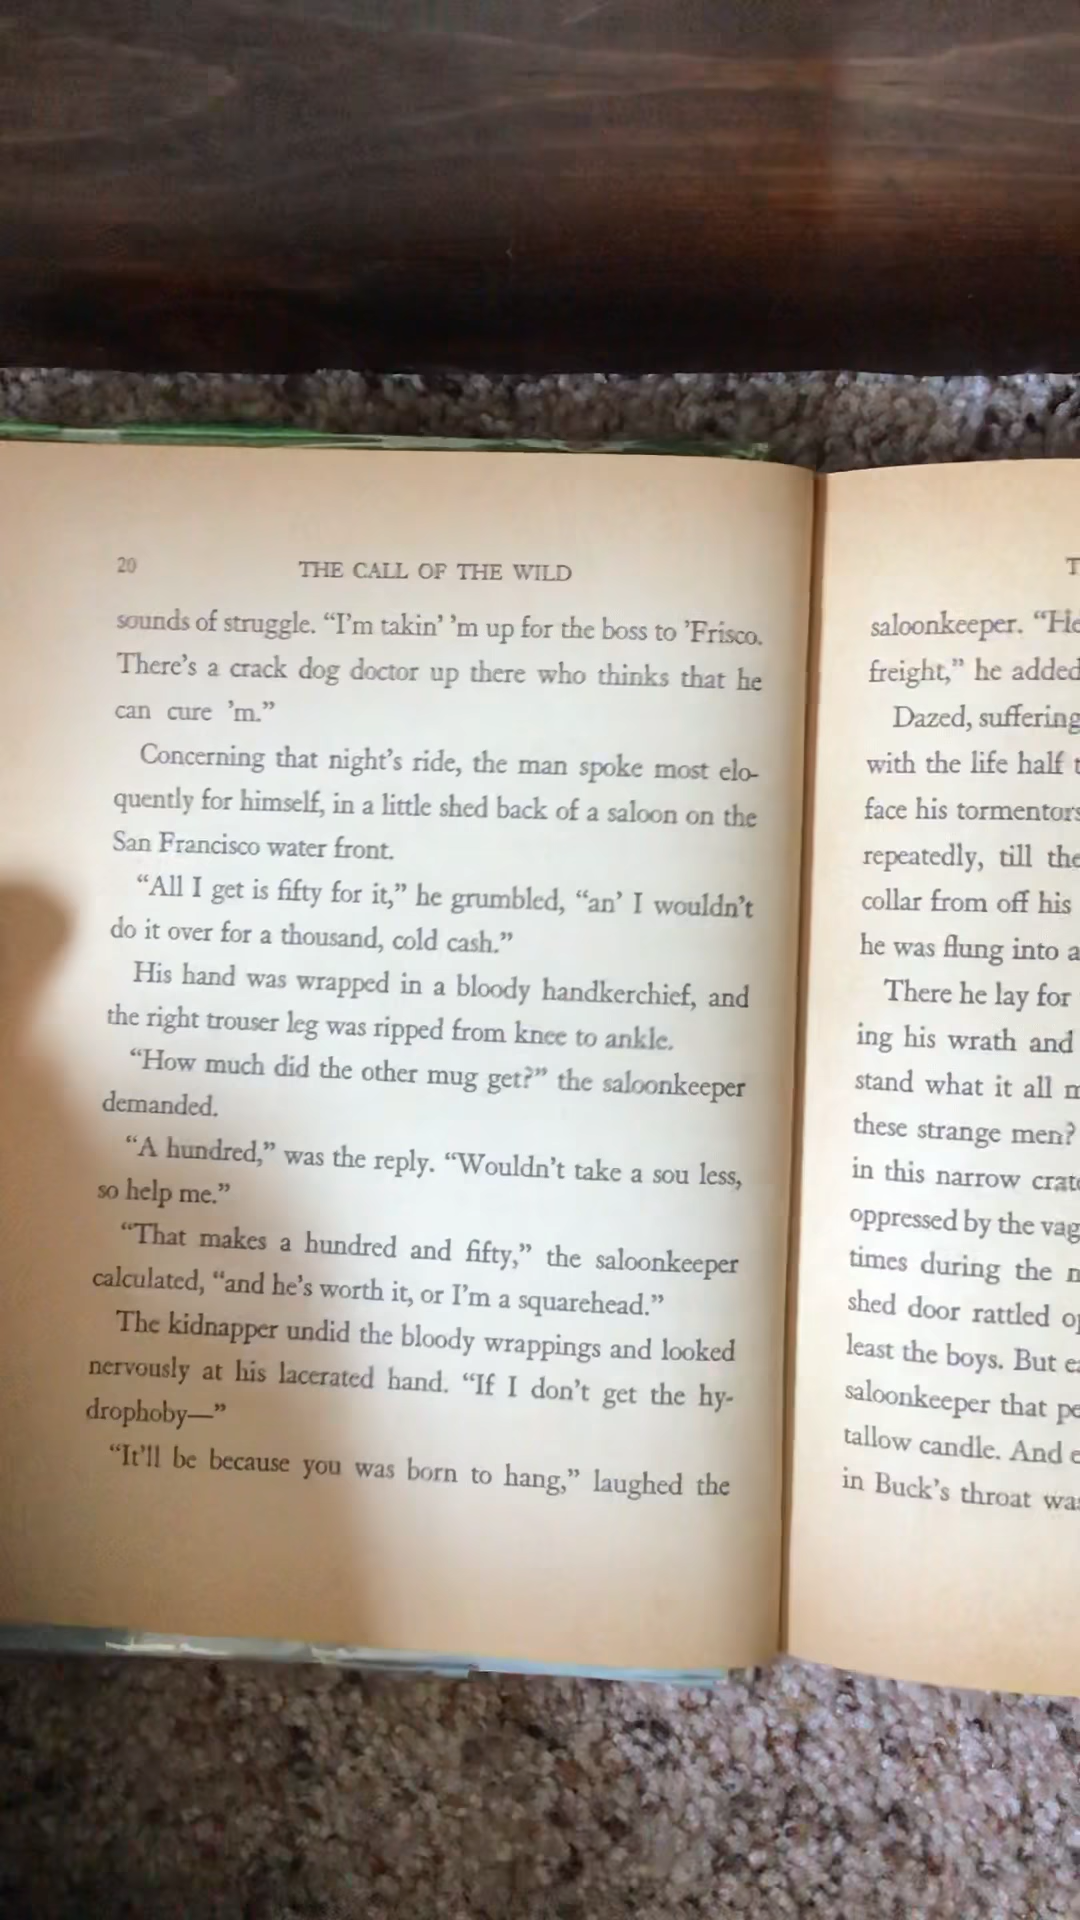 20 THE CALL OF THE WILD
sounds of struggle. “I’m takin’ ’m up for the boss to ’Frisco.
There’s a crack dog doctor up there who thinks that he
can cure ’m.”
Concerning that night’s ride, the man spoke most elo-
quently for himself, in a little shed back of a saloon on the
San Francisco water front.
“All I get is fifty for it,” he grumbled, “an’ I wouldn’t
do it over for a thousand, cold cash.”
His hand was wrapped in a bloody handkerchief, and
the right trouser leg was ripped from knee to ankle.
“How much did the other mug get?” the saloonkeeper
demanded.
“A hundred,” was the reply. “Wouldn’t take a sou less,
so help me.”
“That makes a hundred and fifty,” the saloonkeeper
calculated, “and he’s worth it, or I’m a squarehead.”
The kidnapper undid the bloody wrappings and looked
nervously at his lacerated hand. “If I don’t get the hy-
drophoby—”
“It’ll be because you was born to hang,” laughed the
saloonkeeper. “He
freight,” he added
Dazed, suffering
with the life half
face his tormentors
repeatedly, till the
collar from off his
he was flung into a
There he lay for
ing his wrath and
stand what it all
these strange men?
in this narrow
oppressed by the
times during the
shed door rattled
least the boys. But
saloonkeeper that
tallow candle. And
in Buck’s throat